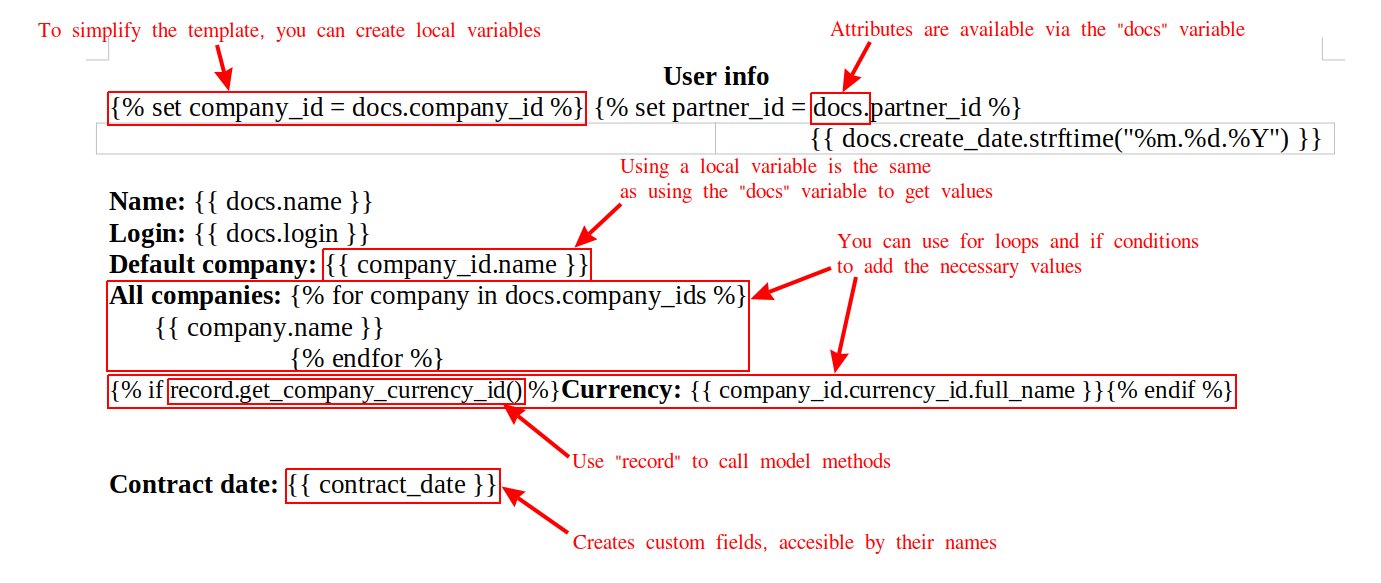 To simplify the template, you can create local variables
Attributes are available via the "docs" variable
User info
{% set company_id = docs.company_id %} {% set partner_id = docs.partner_id %}
{{ docs.create_date.strftime("%m.%d.%Y") }}
Using a local variable is the same
as using the "docs" variable to get values
Name: {{ docs.name }}
Login: {{ docs.login }}
Default company: {{ company_id.name }}
You can use for loops and if conditions
to add the necessary values
All companies: {% for company in docs.company_ids %}
{{ company.name }}
{% endfor %}
{% if record.get_company_currency_id() %}Currency: {{ company_id.currency_id.full_name }}{% endif %}
Use "record" to call model methods
Contract date: {{ contract_date }}
Creates custom fields, accesible by their names